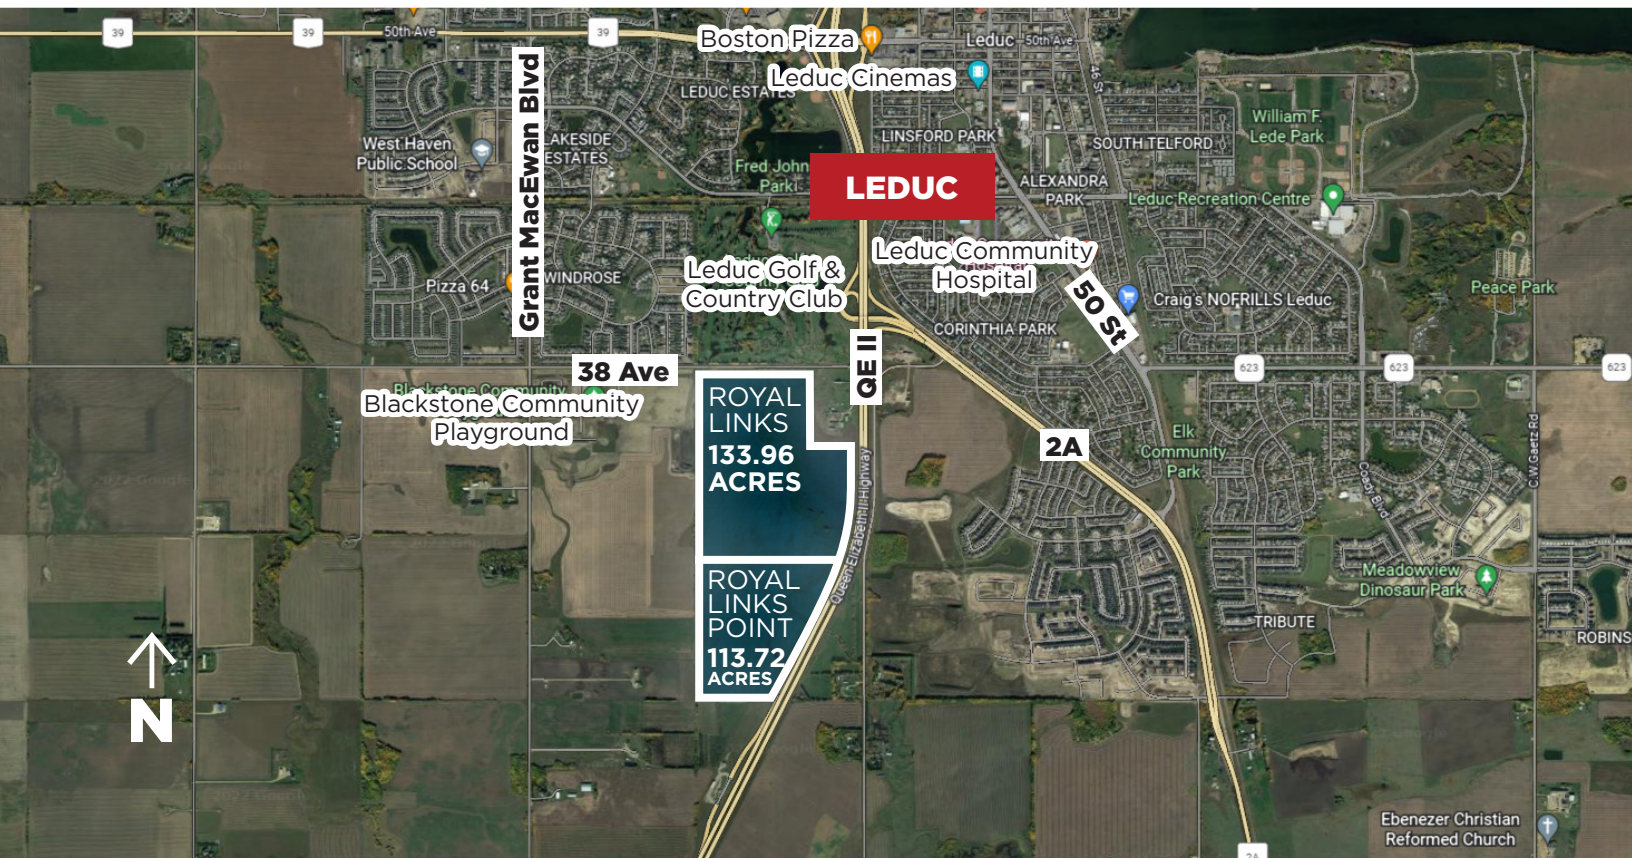 39
39
39
50th Ave
Boston Pizza
Leduc
50th Ave
Leduc Cinemas
46 St
LEDUC ESTATES
Grant MacEwan Blvd
West Haven
Public School
LAKESIDE
ESTATES
LINSFORD PARK
SOUTH TELFORD
William F.
Lede Park
Fred John
Park
LEDUC
ALEXANDRA
PARK
Leduc Recreation Centre
Leduc Golf &
Country Club
Leduc Community
Hospital
50 St
Pizza 64
WINDROSE
Craig's NOFRILLS Leduc
Peace Park
CORINTHIA PARK
QE II
38 Ave
623
623
623
Blackstone Community
Blackstone Community
Playground
ROYAL
LINKS
133.96
ACRES
2A
Elk
Community
Park
C.W.Gaetz Rd
Coady Blvd
Queen Elizabeth II Highway
ROYAL
LINKS
POINT
113.72
ACRES
Meadowview
Dinosaur Park
TRIBUTE
ROBINS
N
Ebenezer Christian
Reformed Church
2A